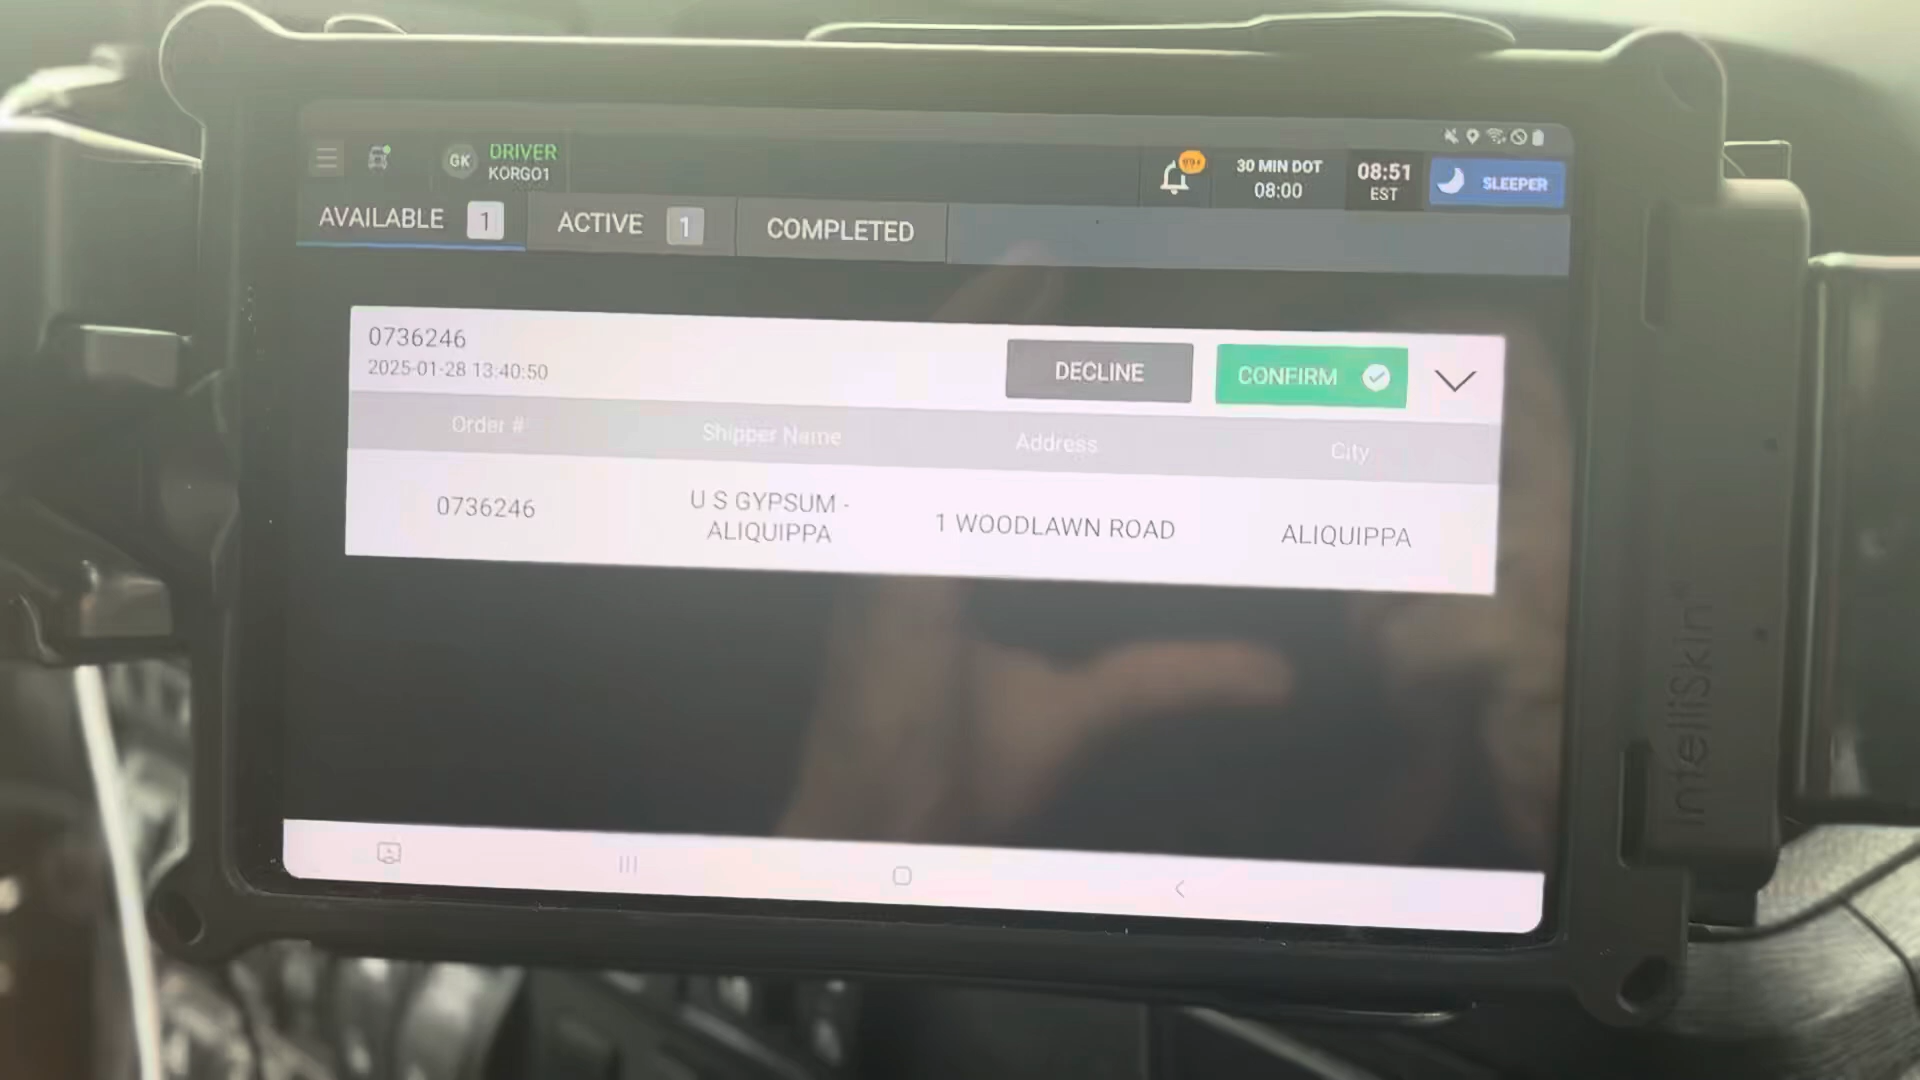 GK
DRIVER
KORGO1
99+
30 MIN DOT
08:00
08:51
EST
SLEEPER
AVAILABLE 1
ACTIVE 1
COMPLETED
0736246
2025-01-28 13:40:50
DECLINE
CONFIRM
Order #
Shipper Name
Address
City
0736246
U S GYPSUM -
ALIQUIPPA
1 WOODLAWN ROAD
ALIQUIPPA
intelliSkin